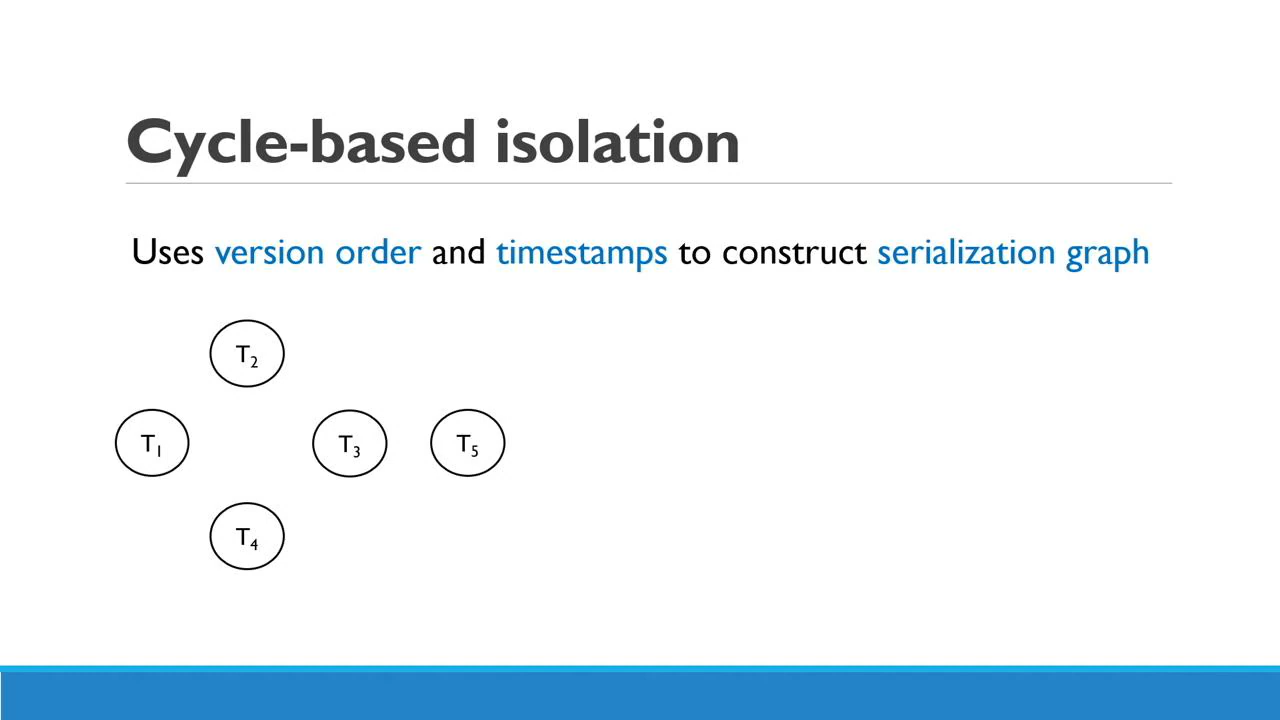 Cycle-based isolation
Uses version order and timestamps to construct serialization graph
T₂
T₁
T₃
T₅
T₄